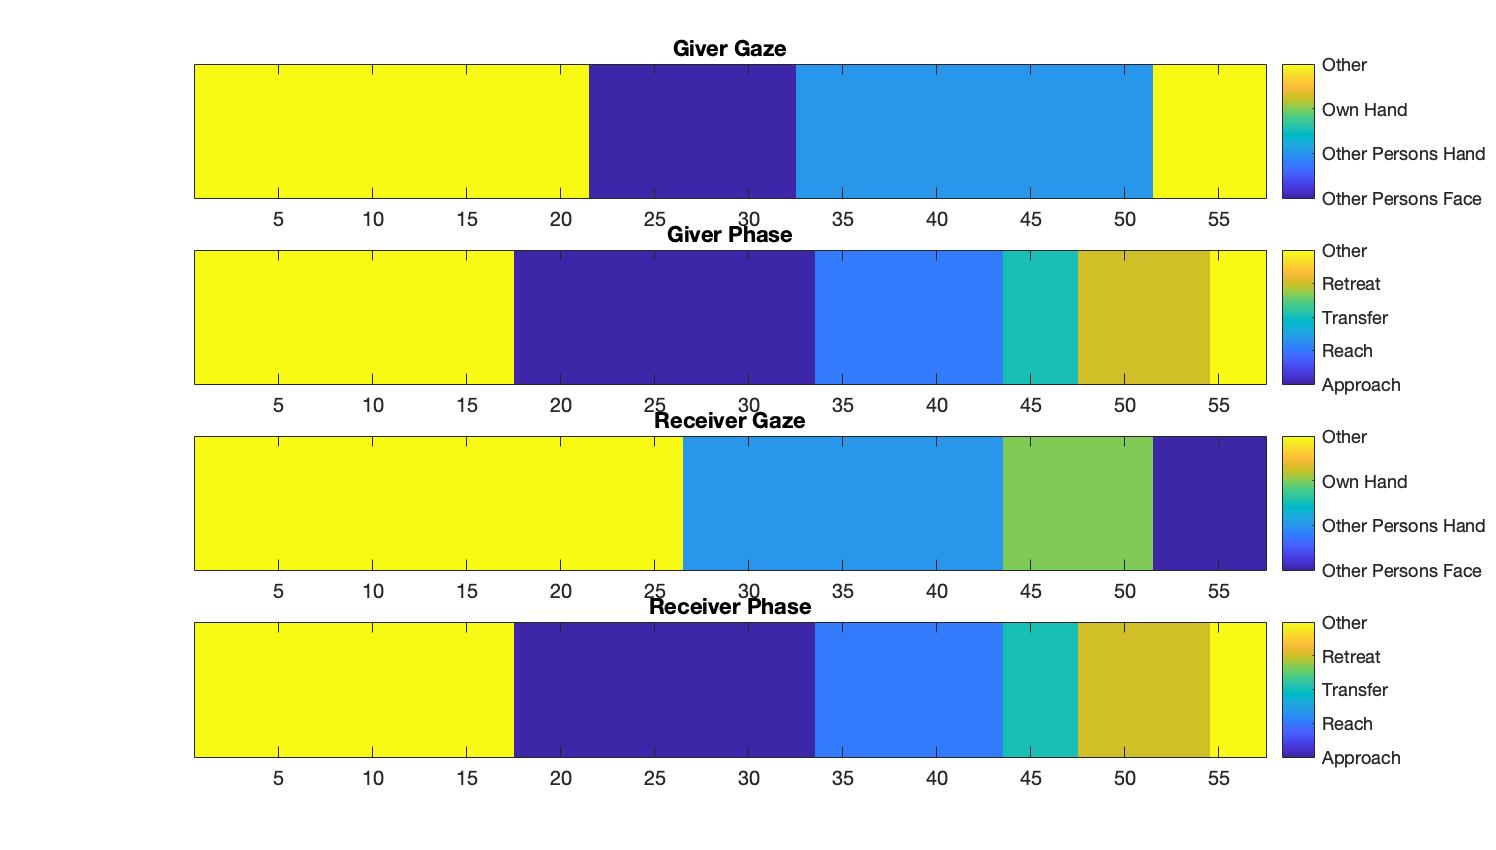 Giver Gaze
Other
Own Hand
Other Persons Hand
Other Persons Face
5 10 15 20 25 30 35 40 45 50 55
Giver Phase
Other
Retreat
Transfer
Reach
Approach
5 10 15 20 25 30 35 40 45 50 55
Receiver Gaze
Other
Own Hand
Other Persons Hand
Other Persons Face
5 10 15 20 25 30 35 40 45 50 55
Receiver Phase
Other
Retreat
Transfer
Reach
Approach
5 10 15 20 25 30 35 40 45 50 55